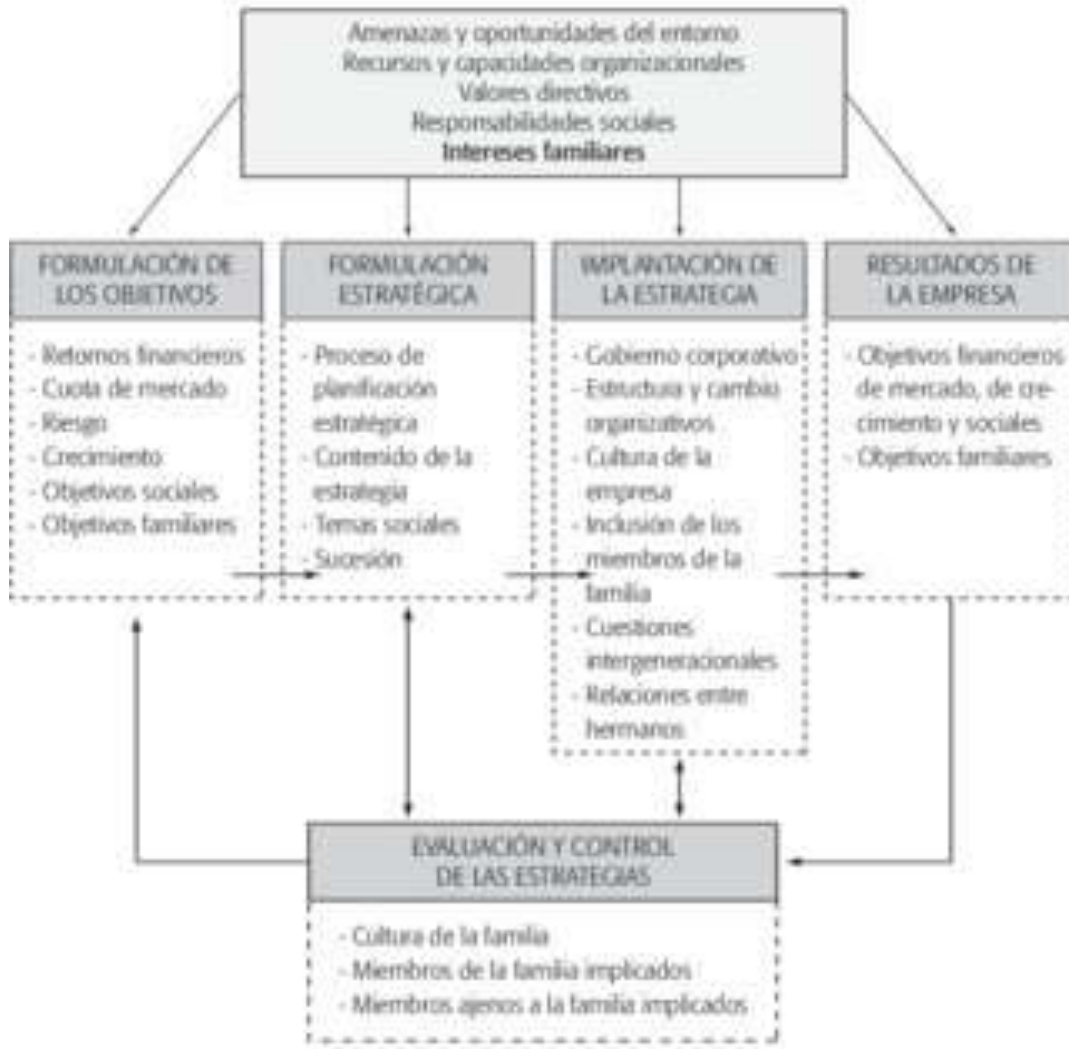 Amenazas y oportunidades del entorno
Recursos y capacidades organizacionales
Valores directivos
Responsabilidades sociales
Intereses familiares
FORMULACIÓN DE
LOS OBJETIVOS
- Retornos financieros
- Cuota de mercado
- Riesgo
- Crecimiento
- Objetivos sociales
- Objetivos familiares
FORMULACIÓN
ESTRATÉGICA
- Proceso de
planificación
estratégica
- Contenido de la
estrategia
- Temas sociales
- Sucesión
IMPLANTACIÓN DE
LA ESTRATEGIA
- Gobierno corporativo
- Estructura y cambio
organizativos
- Cultura de la
empresa
- Inclusión de los
miembros de la
familia
- Cuestiones
intergeneracionales
- Relaciones entre
hermanos
RESULTADOS DE
LA EMPRESA
- Objetivos financieros
de mercado, de cre-
cimiento y sociales
- Objetivos familiares
EVALUACIÓN Y CONTROL
DE LAS ESTRATEGIAS
- Cultura de la familia
- Miembros de la familia implicados
- Miembros ajenos a la familia implicados